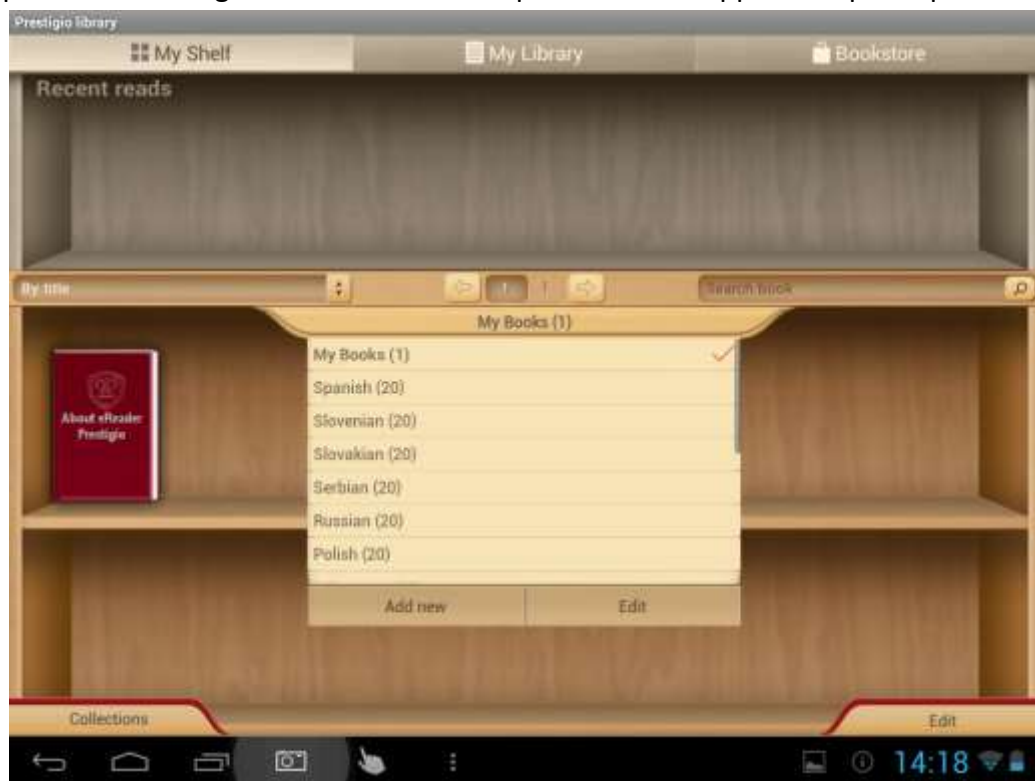 Prestigio library
My Shelf
My Library
Bookstore
Recent reads
By title
1
1
Search book
My Books (1)
About eReader
Prestigio
My Books (1)
Spanish (20)
Slovenian (20)
Slovakian (20)
Serbian (20)
Russian (20)
Polish (20)
Add new
Edit
Collections
Edit
14:18